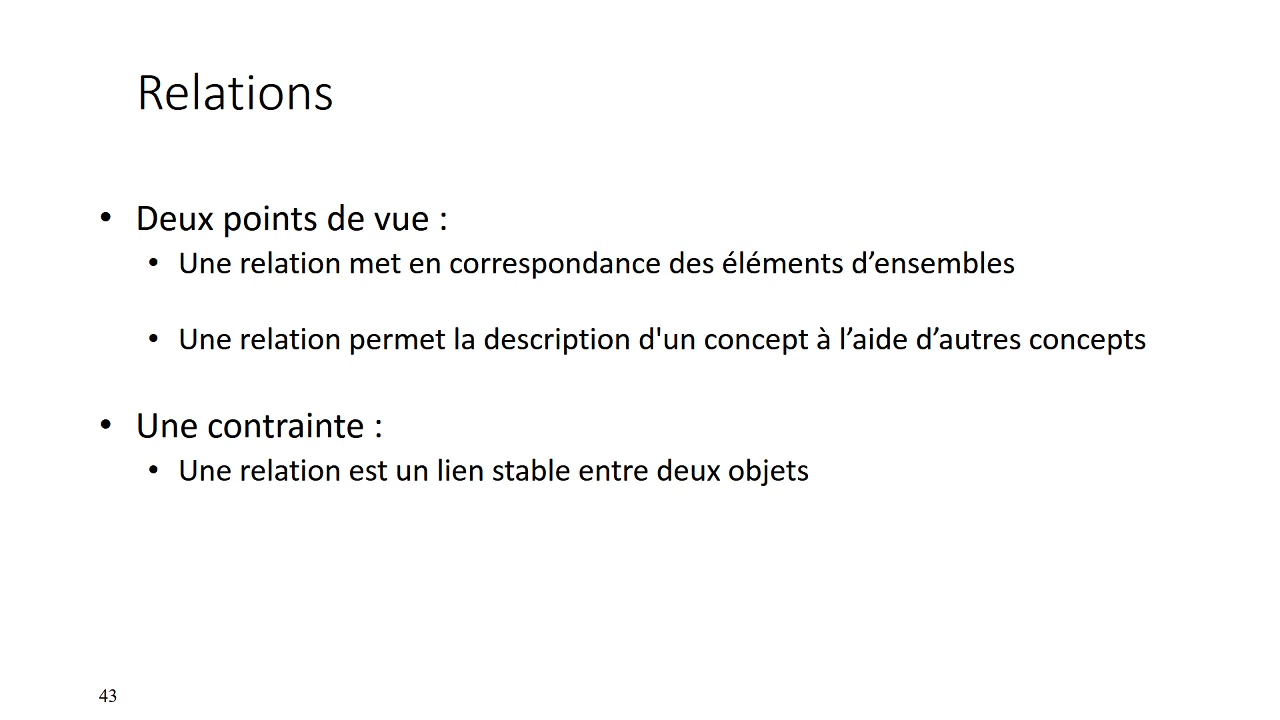 Relations
• Deux points de vue :
• Une relation met en correspondance des éléments d’ensembles
• Une relation permet la description d'un concept à l’aide d’autres concepts
• Une contrainte :
• Une relation est un lien stable entre deux objets
43